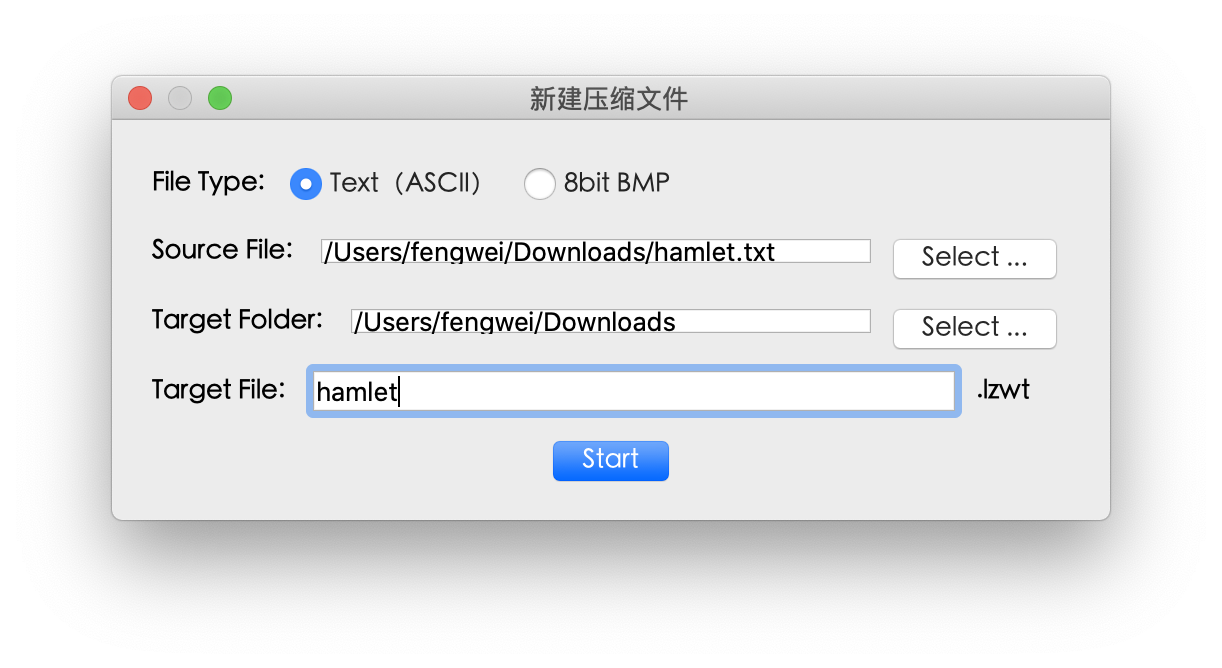 新建压缩文件
File Type: Text（ASCII） 8bit BMP
Source File: /Users/fengwei/Downloads/hamlet.txt Select ...
Target Folder: /Users/fengwei/Downloads Select ...
Target File: hamlet .lzwt
Start